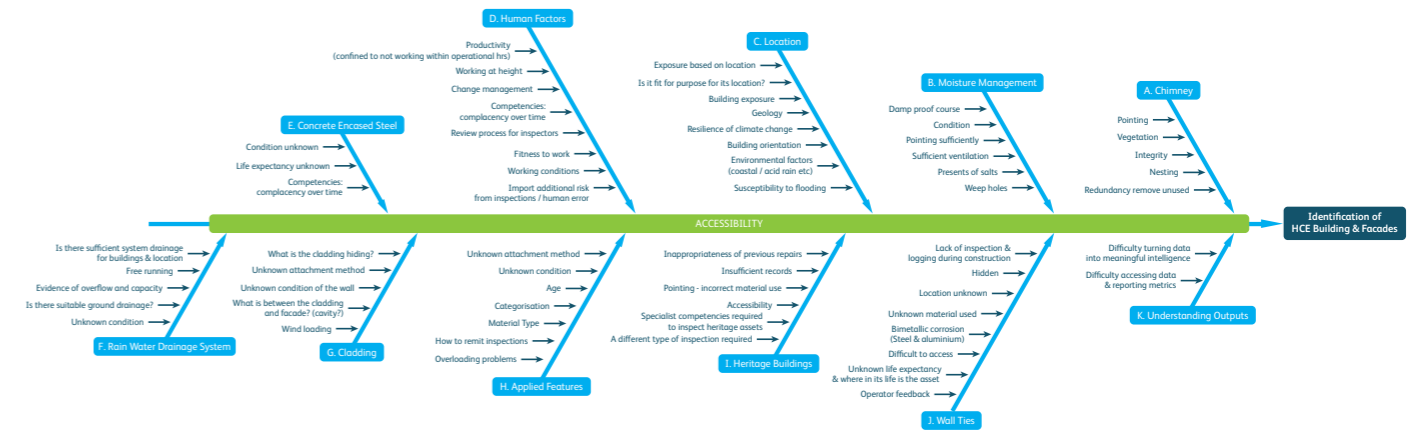 D. Human Factors
Productivity
(confined to not working within operational hrs)
Working at height
Change management
Competencies:
complacency over time
Review process for inspectors
Fitness to work
Working conditions
Import additional risk
from inspections / human error
C. Location
Exposure based on location
Is it fit for purpose for its location?
Building exposure
Geology
Resilience of climate change
Building orientation
Environmental factors
(coastal / acid rain etc)
Susceptibility to flooding
B. Moisture Management
Damp proof course
Condition
Pointing sufficiently
Sufficient ventilation
Presents of salts
Weep holes
A. Chimney
Pointing
Vegetation
Integrity
Nesting
Redundancy remove unused
E. Concrete Encased Steel
Condition unknown
Life expectancy unknown
Competencies:
complacency over time
ACCESSIBILITY
Identification of
HCE Building & Facades
Is there sufficient system drainage
for buildings & location
Free running
Evidence of overflow and capacity
Is there suitable ground drainage?
Unknown condition
F. Rain Water Drainage System
What is the cladding hiding?
Unknown attachment method
Unknown condition of the wall
What is between the cladding
and facade? (cavity?)
Wind loading
G. Cladding
Unknown attachment method
Unknown condition
Age
Categorisation
Material Type
How to remit inspections
Overloading problems
H. Applied Features
Inappropriateness of previous repairs
Insufficient records
Pointing - incorrect material use
Accessibility
Specialist competencies required
to inspect heritage assets
A different type of inspection required
I. Heritage Buildings
Lack of inspection &
logging during construction
Hidden
Location unknown
Unknown material used
Bimetallic corrosion
(Steel & aluminium)
Difficult to access
Unknown life expectancy
& where in its life is the asset
Operator feedback
J. Wall Ties
Difficulty turning data
into meaningful intelligence
Difficulty accessing data
& reporting metrics
K. Understanding Outputs